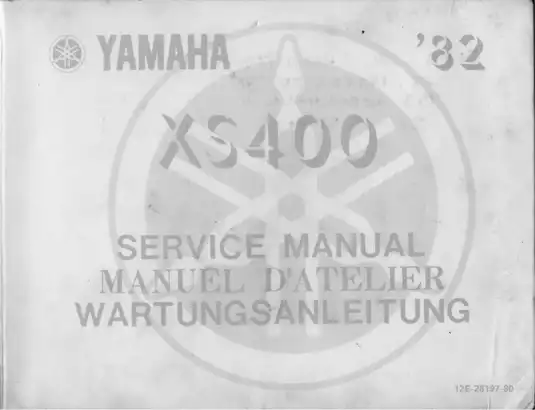 YAMAHA '82
XS400
SERVICE MANUAL
MANUEL D'ATELIER
WARTUNGSANLEITUNG